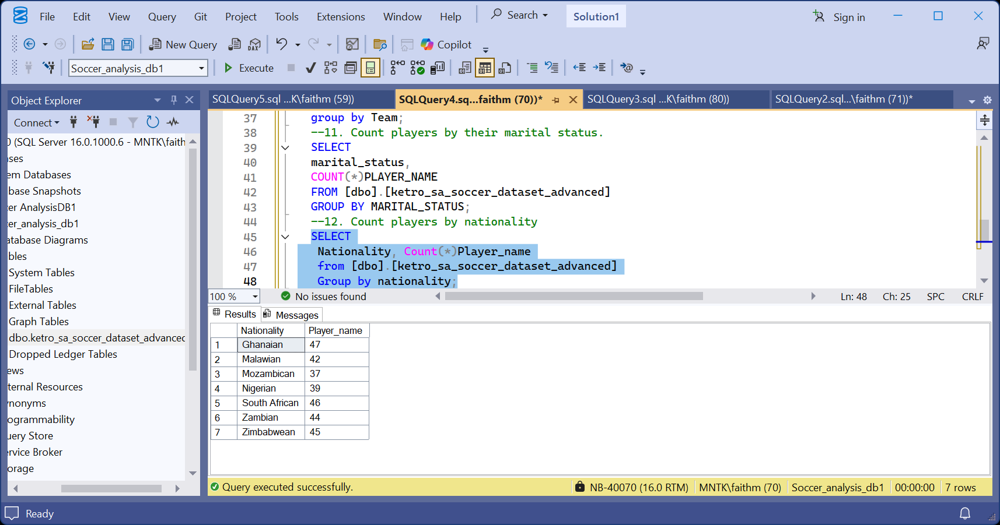 File Edit View Query Git Project Tools Extensions Window Help Search Solution1 Sign in
New Query DAX Copilot
Soccer_analysis_db1 Execute
Object Explorer
Connect
0 (SQL Server 16.0.1000.6 - MNTK\faith
ases
em Databases
base Snapshots
cer AnalysisDB1
cer_analysis_db1
atabase Diagrams
bles
System Tables
FileTables
External Tables
Graph Tables
dbo.ketro_sa_soccer_dataset_advanced
Dropped Ledger Tables
ews
ternal Resources
ynonyms
ogrammability
uery Store
ervice Broker
orage
SQLQuery5.sql ...K\faithm (59)) SQLQuery4.sq...faithm (70))* SQLQuery3.sql ...K\faithm (80)) SQLQuery2.sql...\faithm (71))*
37 group by Team;
38 --11. Count players by their marital status.
39 SELECT
40 marital_status,
41 COUNT(*)PLAYER_NAME
42 FROM [dbo].[ketro_sa_soccer_dataset_advanced]
43 GROUP BY MARITAL_STATUS;
44 --12. Count players by nationality
45 SELECT
46 Nationality, Count(*)Player_name
47 from [dbo].[ketro_sa_soccer_dataset_advanced]
48 Group by nationality;
100 % No issues found Ln: 48 Ch: 25 SPC CRLF
Results Messages
Nationality Player_name
1 Ghanaian 47
2 Malawian 42
3 Mozambican 37
4 Nigerian 39
5 South African 46
6 Zambian 44
7 Zimbabwean 45
Query executed successfully. NB-40070 (16.0 RTM) MNTK\faithm (70) Soccer_analysis_db1 00:00:00 7 rows
Ready